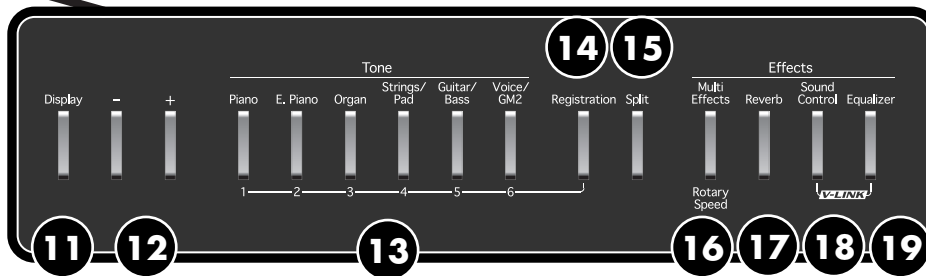 14 15
Tone Effects
Display − + Piano E. Piano Organ Strings/ Pad Guitar/ Bass Voice/ GM2 Registration Split Multi Effects Reverb Sound Control Equalizer
1 2 3 4 5 6 Rotary Speed V-LINK
11 12 13 16 17 18 19